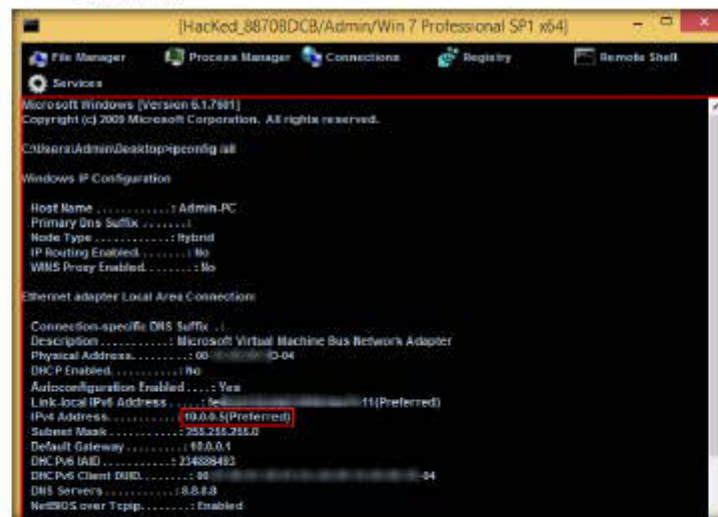 [HacKed_88708DCB/Admin/Win 7 Professional SP1 x64]
File Manager Process Manager Connections Registry Remote Shell
Services
Microsoft Windows [Version 6.1.7601]
Copyright (c) 2009 Microsoft Corporation. All rights reserved.
C:\Users\Admin\Desktop>ipconfig /all
Windows IP Configuration
Host Name . . . . . . . . . . . . : Admin-PC
Primary Dns Suffix . . . . . . . :
Node Type . . . . . . . . . . . . : Hybrid
IP Routing Enabled. . . . . . . . : No
WINS Proxy Enabled. . . . . . . . : No
Ethernet adapter Local Area Connection:
Connection-specific DNS Suffix . :
Description . . . . . . . . . . . : Microsoft Virtual Machine Bus Network Adapter
Physical Address. . . . . . . . . : 00 D-04
DHCP Enabled. . . . . . . . . . . : No
Autoconfiguration Enabled . . . . : Yes
Link-local IPv6 Address . . . . . : fe 11(Preferred)
IPv4 Address. . . . . . . . . . . : 10.0.0.5(Preferred)
Subnet Mask . . . . . . . . . . . : 255.255.255.0
Default Gateway . . . . . . . . . : 10.0.0.1
DHCPv6 IAID . . . . . . . . . . . : 234886493
DHCPv6 Client DUID. . . . . . . . : 00 -04
DNS Servers . . . . . . . . . . . : 8.8.8.8
NetBIOS over Tcpip. . . . . . . . : Enabled